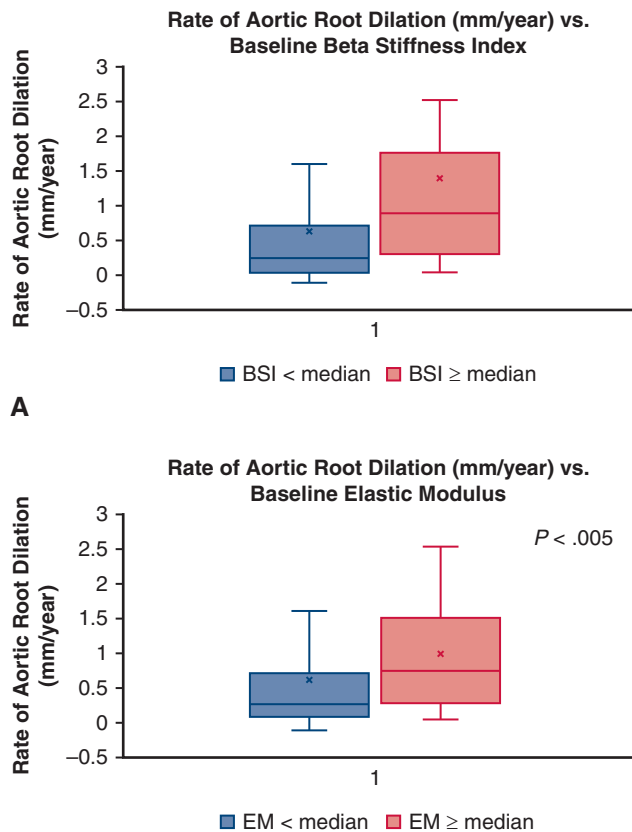 Rate of Aortic Root Dilation (mm/year) vs.
Baseline Beta Stiffness Index
Rate of Aortic Root Dilation
(mm/year)
3
2.5
2
1.5
1
0.5
0
−0.5
1
BSI < median
BSI ≥ median
A
Rate of Aortic Root Dilation (mm/year) vs.
Baseline Elastic Modulus
Rate of Aortic Root Dilation
(mm/year)
3
2.5
2
1.5
1
0.5
0
−0.5
P < .005
1
EM < median
EM ≥ median